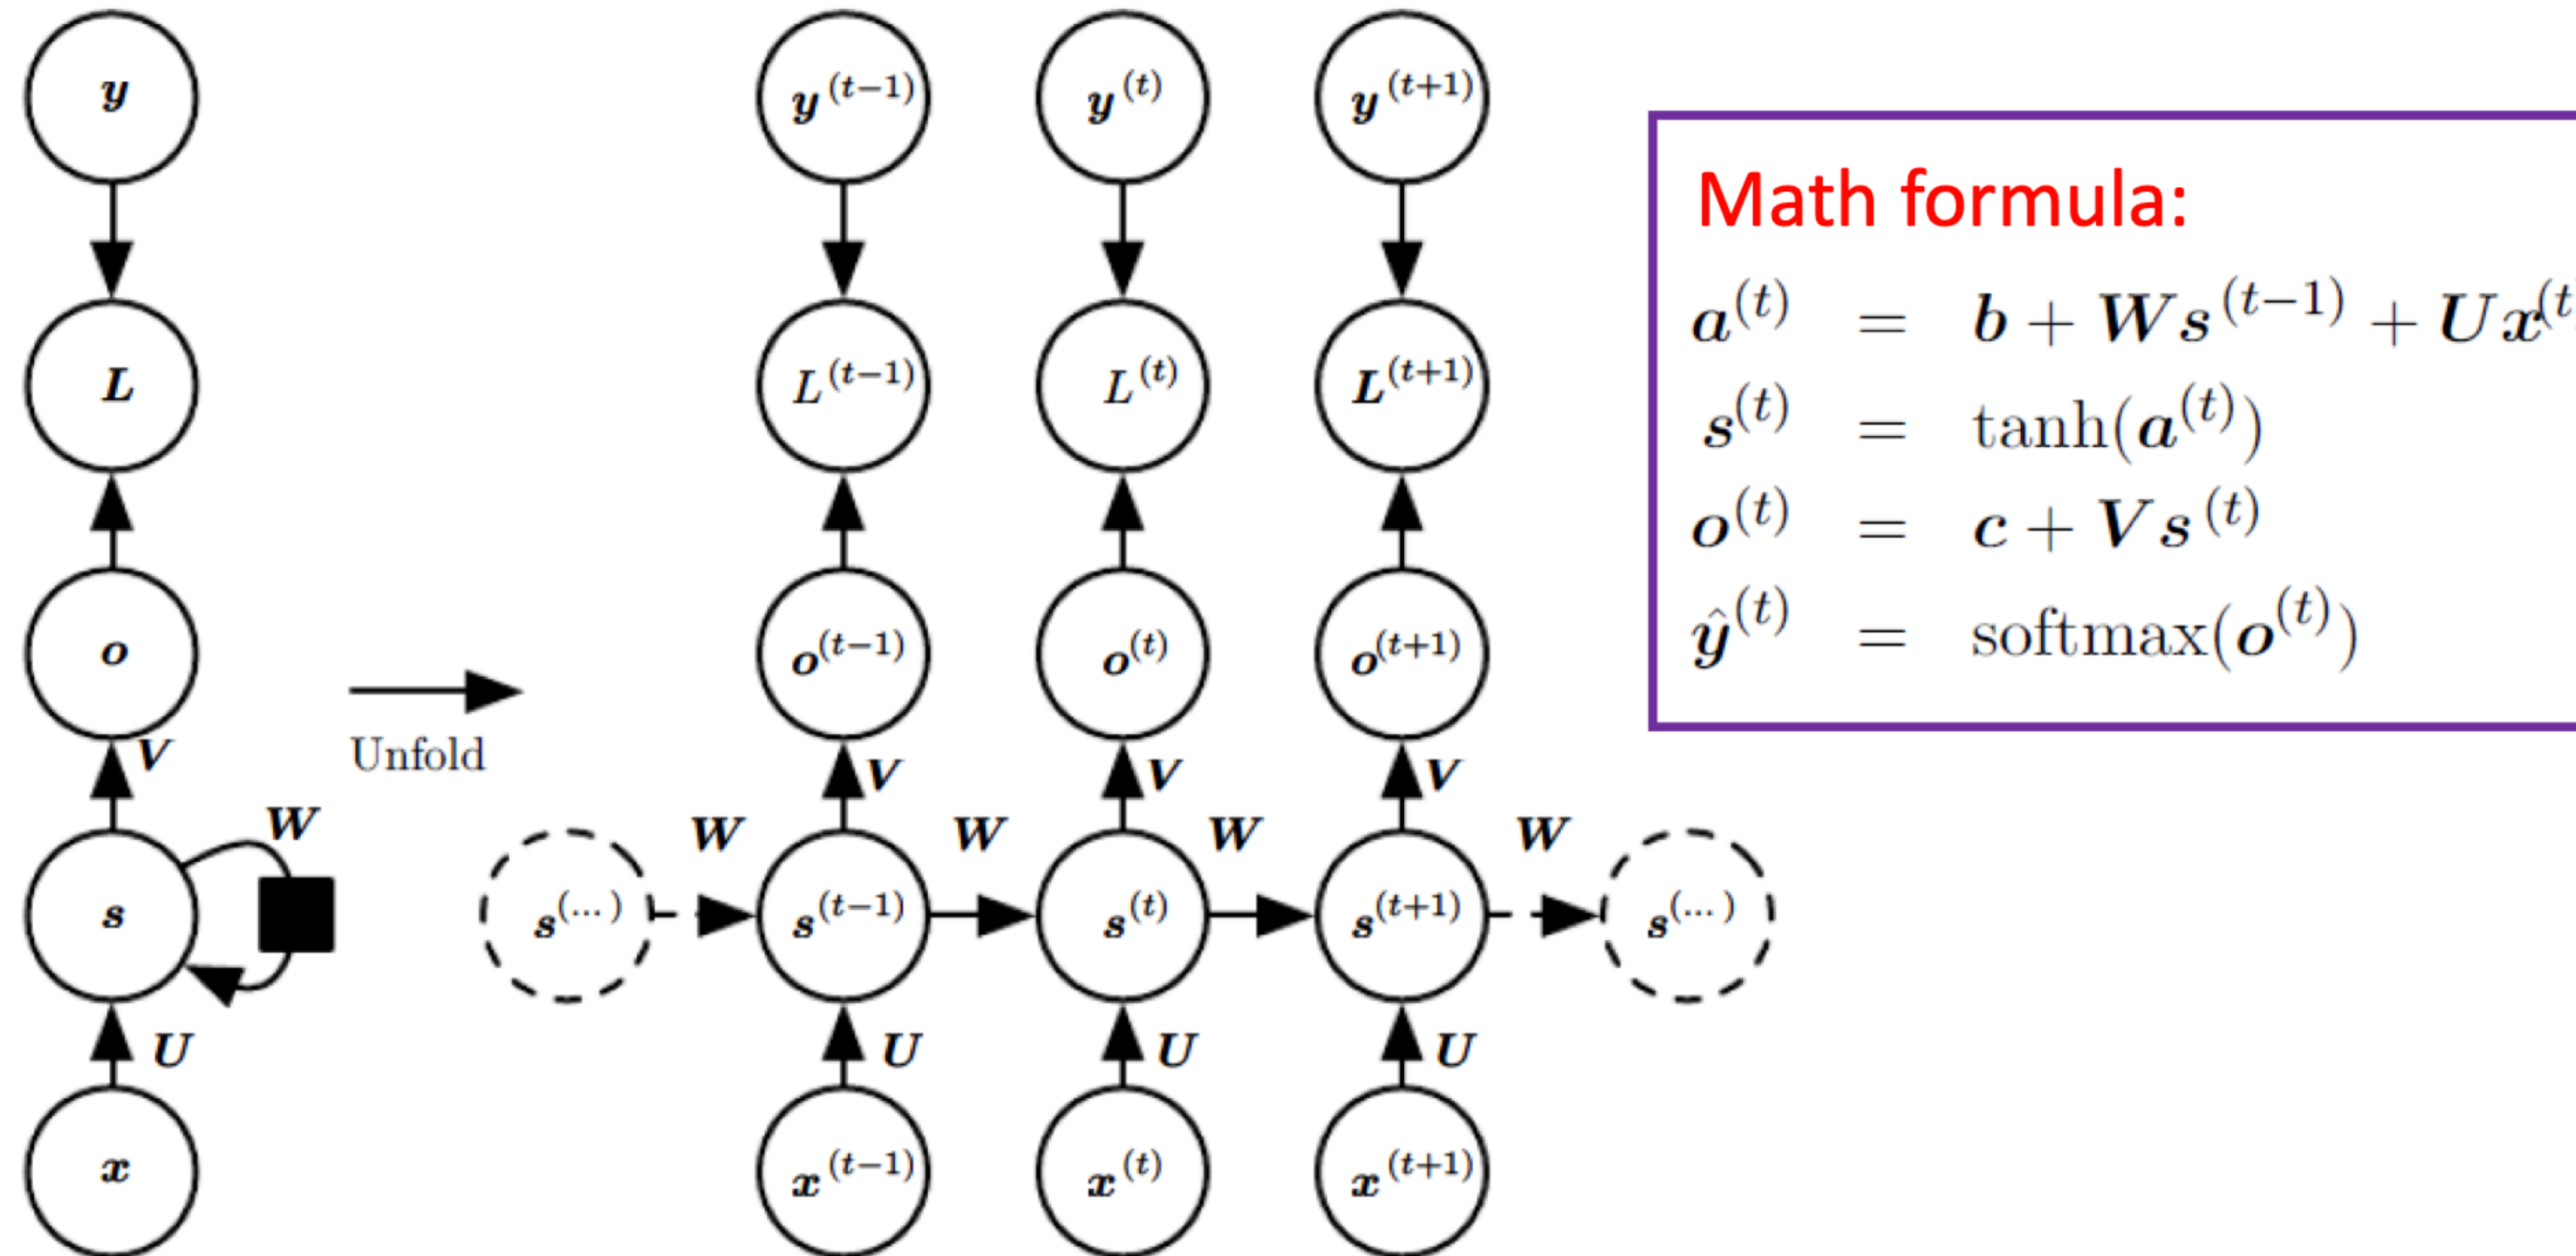 y
y^(t−1) y^(t) y^(t+1)
Math formula:
a^(t) = b + Ws^(t−1) + Ux^(t
s^(t) = tanh(a^(t))
o^(t) = c + Vs^(t)
ŷ^(t) = softmax(o^(t))
L
L^(t−1) L^(t) L^(t+1)
o
o^(t−1) o^(t) o^(t+1)
Unfold
V
V V V
W
W W W W
s
s^(...) s^(t−1) s^(t) s^(t+1) s^(...)
U
U U U
x
x^(t−1) x^(t) x^(t+1)